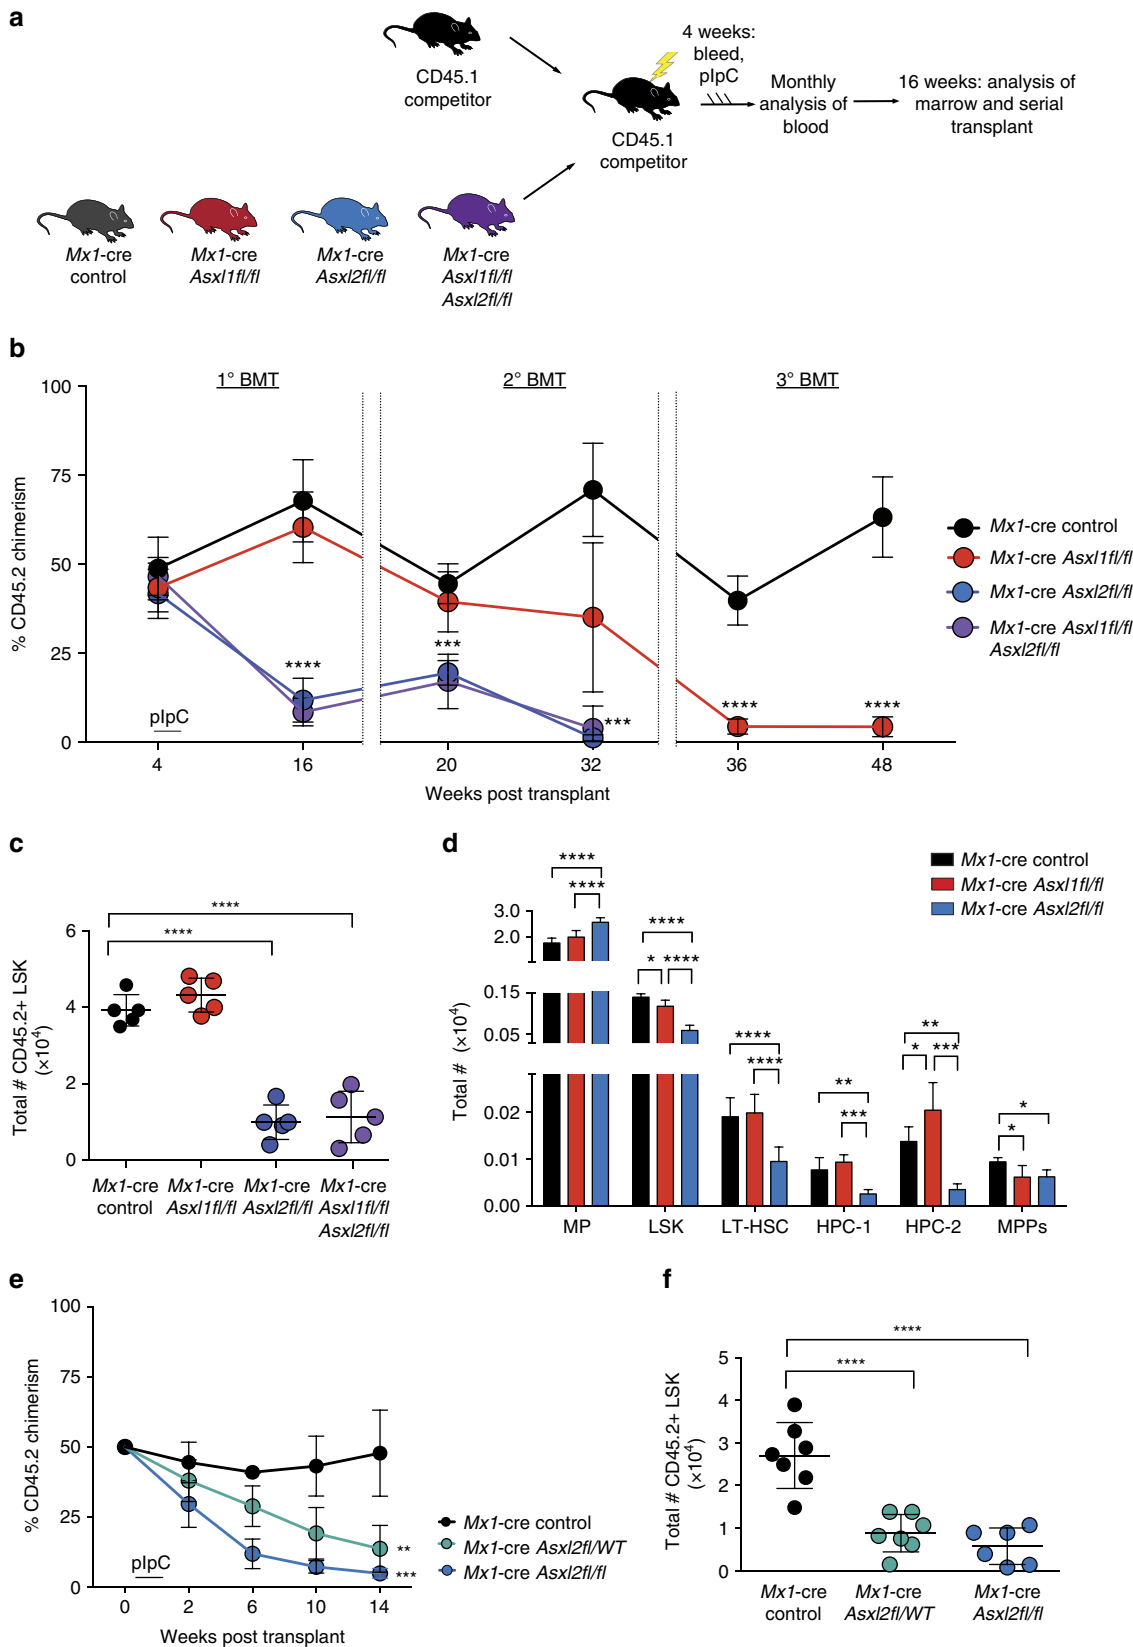 a
CD45.1
competitor
4 weeks:
bleed,
pIpC
CD45.1
competitor
Monthly
analysis of
blood
16 weeks: analysis of
marrow and serial
transplant
Mx1-cre
control
Mx1-cre
Asxl1fl/fl
Mx1-cre
Asxl2fl/fl
Mx1-cre
Asxl1fl/fl
Asxl2fl/fl
b
1° BMT
2° BMT
3° BMT
% CD45.2 chimerism
100
75
50
25
0
pIpC
****
***
***
****
****
4
16
20
32
36
48
Weeks post transplant
Mx1-cre control
Mx1-cre Asxl1fl/fl
Mx1-cre Asxl2fl/fl
Mx1-cre Asxl1fl/fl
Asxl2fl/fl
c
Total # CD45.2+ LSK
(×10⁴)
6
4
2
0
****
****
Mx1-cre
control
Mx1-cre
Asxl1fl/fl
Mx1-cre
Asxl2fl/fl
Mx1-cre
Asxl1fl/fl
Asxl2fl/fl
d
Mx1-cre control
Mx1-cre Asxl1fl/fl
Mx1-cre Asxl2fl/fl
Total # (×10⁴)
3.0
2.0
0.15
0.05
0.02
0.01
0.00
****
****
****
* ****
****
****
**
***
**
* ***
*
*
MP
LSK
LT-HSC
HPC-1
HPC-2
MPPs
e
% CD45.2 chimerism
100
75
50
25
0
pIpC
**
***
0
2
6
10
14
Weeks post transplant
Mx1-cre control
Mx1-cre Asxl2fl/WT
Mx1-cre Asxl2fl/fl
f
Total # CD45.2+ LSK
(×10⁴)
5
4
3
2
1
0
****
****
Mx1-cre
control
Mx1-cre
Asxl2fl/WT
Mx1-cre
Asxl2fl/fl